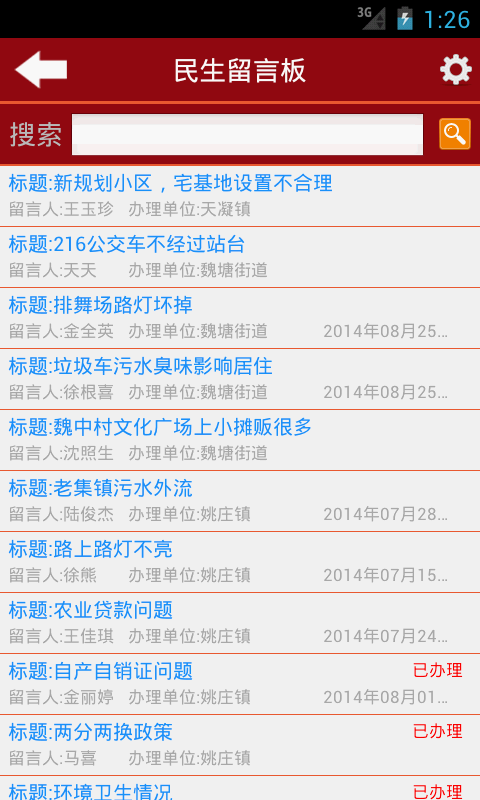 3G 1:26
民生留言板
搜索
标题:新规划小区，宅基地设置不合理
留言人:王玉珍 办理单位:天凝镇
标题:216公交车不经过站台
留言人:天天 办理单位:魏塘街道
标题:排舞场路灯坏掉
留言人:金全英 办理单位:魏塘街道 2014年08月25...
标题:垃圾车污水臭味影响居住
留言人:徐根喜 办理单位:魏塘街道 2014年08月25...
标题:魏中村文化广场上小摊贩很多
留言人:沈照生 办理单位:魏塘街道
标题:老集镇污水外流
留言人:陆俊杰 办理单位:姚庄镇 2014年07月28...
标题:路上路灯不亮
留言人:徐熊 办理单位:姚庄镇 2014年07月15...
标题:农业贷款问题
留言人:王佳琪 办理单位:姚庄镇 2014年07月24...
标题:自产自销证问题 已办理
留言人:金丽婷 办理单位:姚庄镇 2014年08月01...
标题:两分两换政策 已办理
留言人:马喜 办理单位:姚庄镇
标题:环境卫生情况 已办理